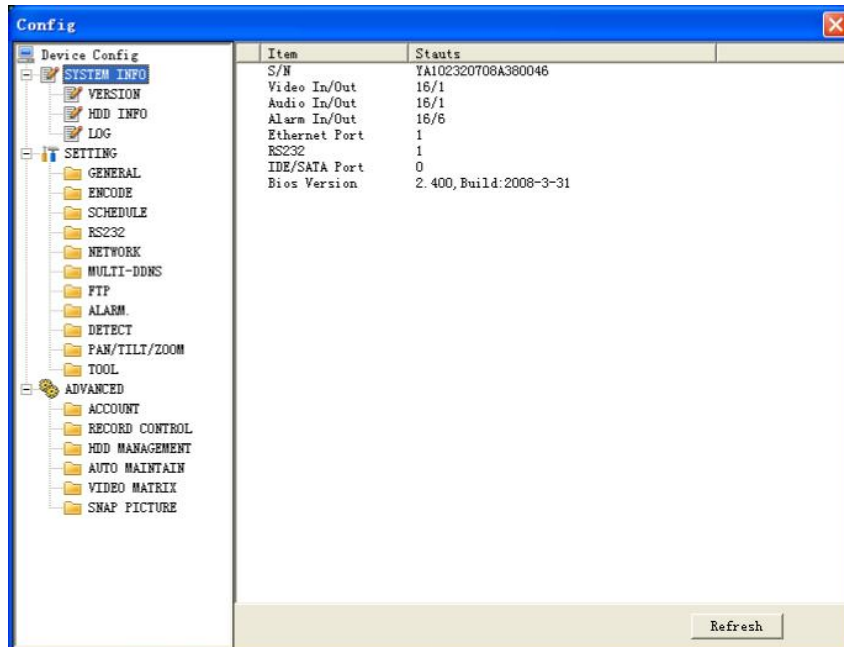 Config
Device Config
SYSTEM INFO
VERSION
HDD INFO
LOG
SETTING
GENERAL
ENCODE
SCHEDULE
RS232
NETWORK
MULTI-DDNS
FTP
ALARM.
DETECT
PAN/TILT/ZOOM
TOOL
ADVANCED
ACCOUNT
RECORD CONTROL
HDD MANAGEMENT
AUTO MAINTAIN
VIDEO MATRIX
SNAP PICTURE
Item Stauts
S/N YA102320708A380046
Video In/Out 16/1
Audio In/Out 16/1
Alarm In/Out 16/6
Ethernet Port 1
RS232 1
IDE/SATA Port 0
Bios Version 2.400,Build:2008-3-31
Refresh